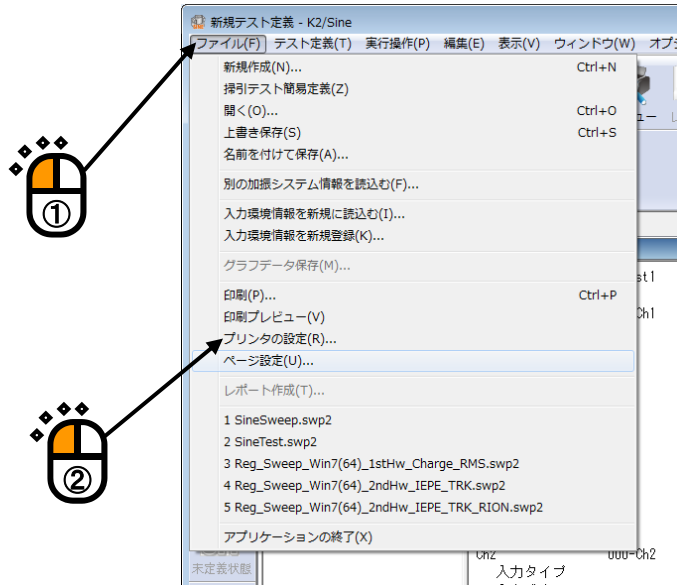 新規テスト定義 - K2/Sine
ファイル(F) テスト定義(T) 実行操作(P) 編集(E) 表示(V) ウィンドウ(W) オプ
新規作成(N)... Ctrl+N
掃引テスト簡易定義(Z)
開く(O)... Ctrl+O
上書き保存(S) Ctrl+S
名前を付けて保存(A)...
別の加振システム情報を読込む(F)...
入力環境情報を新規に読込む(I)...
入力環境情報を新規登録(K)...
グラフデータ保存(M)...
印刷(P)... Ctrl+P
印刷プレビュー(V)
プリンタの設定(R)...
ページ設定(U)...
レポート作成(T)...
1 SineSweep.swp2
2 SineTest.swp2
3 Reg_Sweep_Win7(64)_1stHw_Charge_RMS.swp2
4 Reg_Sweep_Win7(64)_2ndHw_IEPE_TRK.swp2
5 Reg_Sweep_Win7(64)_2ndHw_IEPE_TRK_RION.swp2
アプリケーションの終了(X)
①
②
ュー
st1
Ch1
未定義状態
Ch2 000-Ch2
入力タイプ